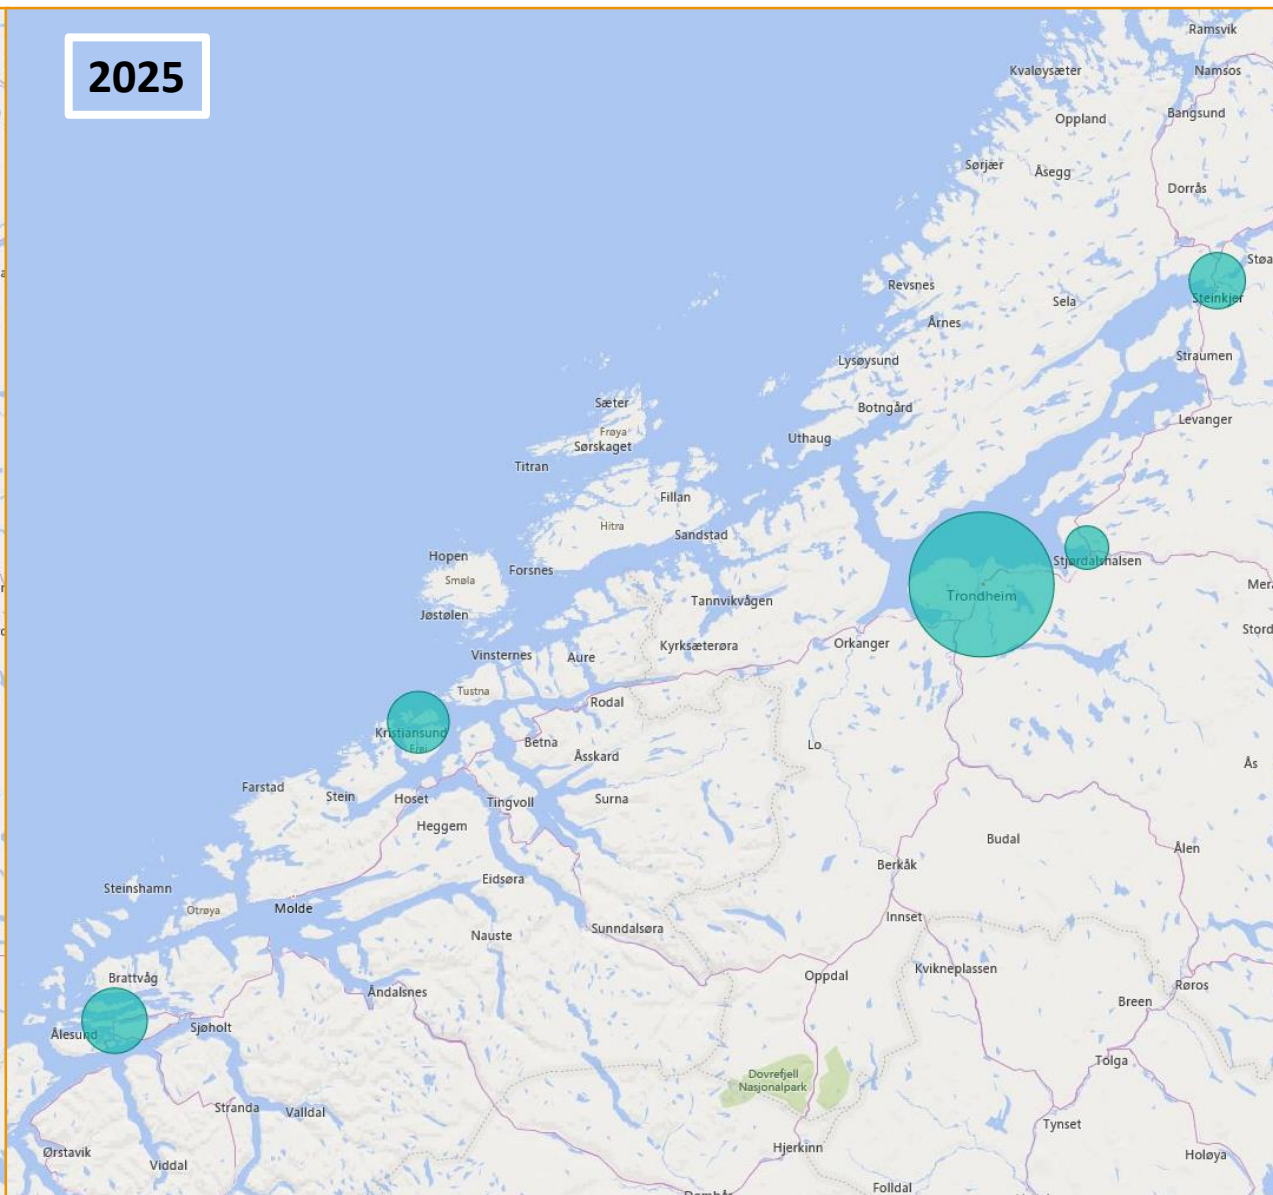 2025
Ramsvik
Kvaløysæter
Namsos
Bangsund
Oppland
Sørjær
Åsegg
Dorrås
Støa
Revsnes
Sela
Steinkjer
Årnes
Straumen
Lysøysund
Sæter
Botngård
Levanger
Frøya
Uthaug
Sørskaget
Titran
Fillan
Hitra
Sandstad
Hopen
Stjørdalshalsen
Forsnes
Smøla
Mer
Trondheim
Tannvikvågen
Jøstølen
Stord
Kyrksæterøra
Orkanger
Vinsternes
Aure
Tustna
Rodal
Kristiansund
Betna
Lo
Frei
Åsskard
Ås
Farstad
Stein
Hoset
Tingvoll
Surna
Heggem
Budal
Ålen
Berkåk
Eidsøra
Steinshamn
Otrøya
Molde
Innset
Sunndalsøra
Nauste
Kvikneplassen
Oppdal
Brattvåg
Røros
Åndalsnes
Breen
Sjøholt
Ålesund
Tolga
Dovrefjell
Nasjonalpark
Stranda
Valldal
Tynset
Hjerkinn
Ørstavik
Holøya
Viddal
Folldal